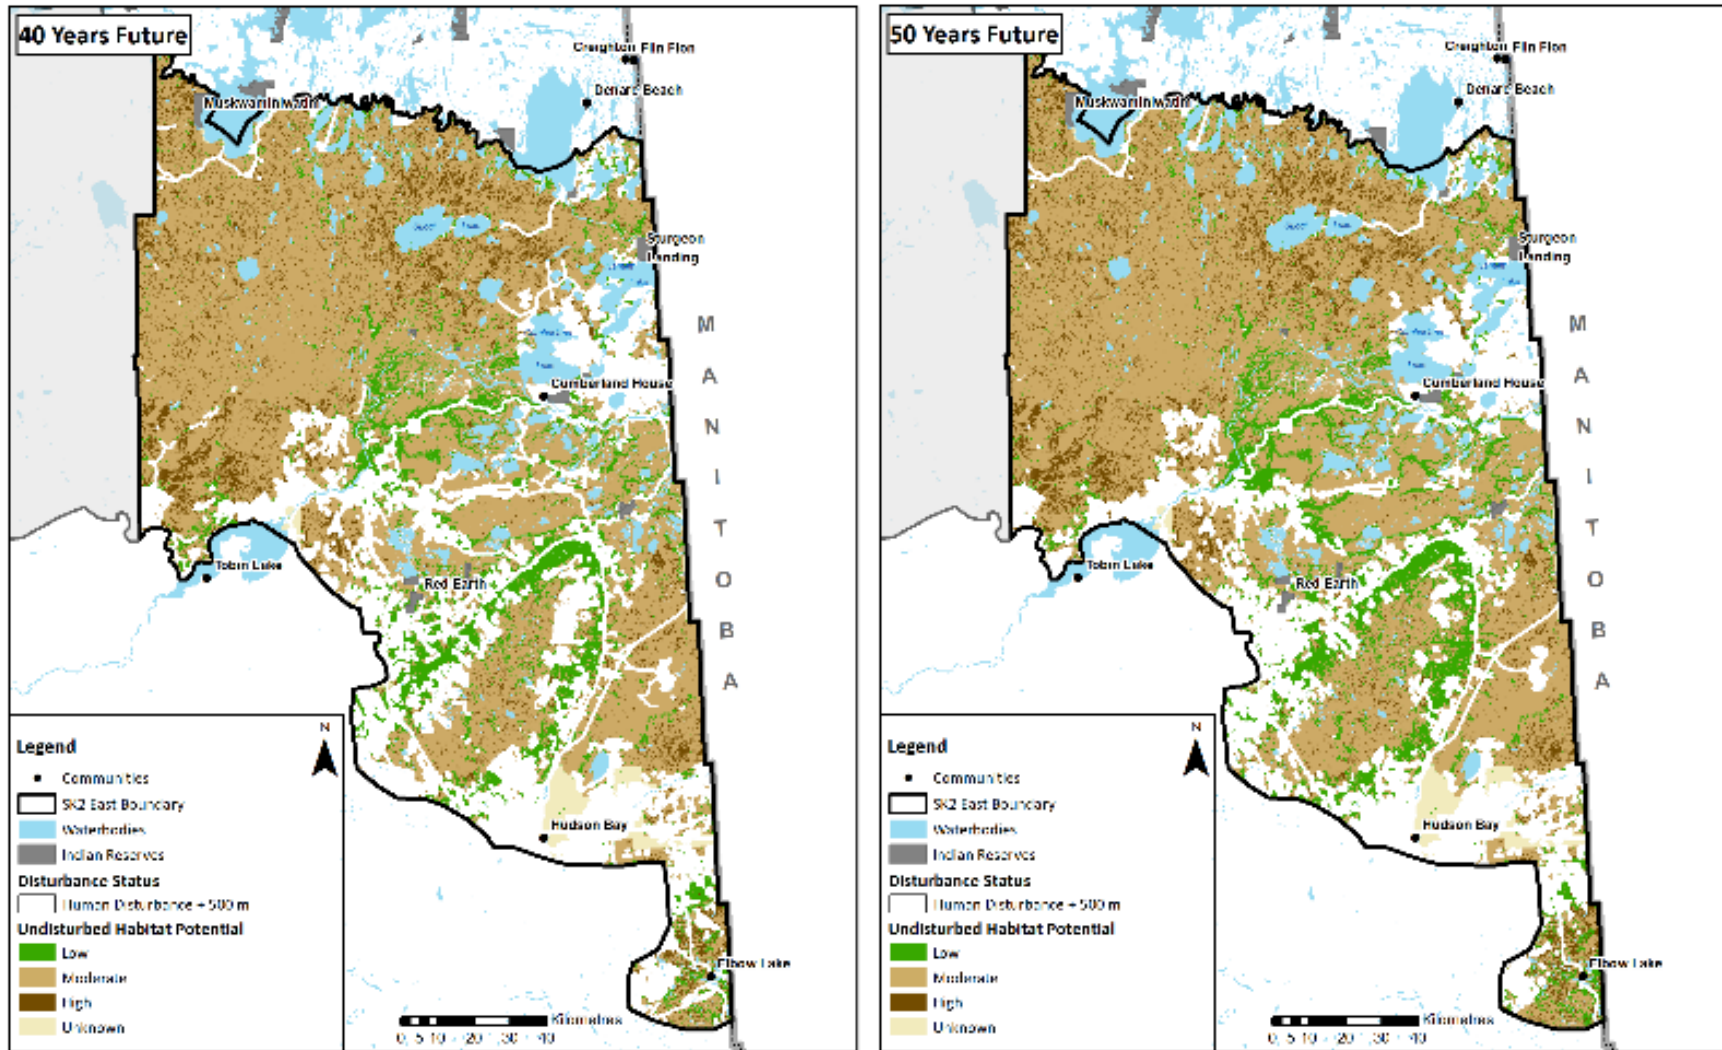 40 Years Future
Creighton Flin Flon
Denare Beach
Muskwaminiwatin
Sturgeon
Landing
M
A
N
I
T
O
B
A
Cumberland House
Tobin Lake
Red Earth
Hudson Bay
Elbow Lake
Legend
N
Communities
SK2 East Boundary
Waterbodies
Indian Reserves
Disturbance Status
Human Disturbance + 500 m
Undisturbed Habitat Potential
Low
Moderate
High
Unknown
Kilometres
0 5 10 20 30 40
50 Years Future
Creighton Flin Flon
Denare Beach
Muskwaminiwatin
Sturgeon
Landing
M
A
N
I
T
O
B
A
Cumberland House
Tobin Lake
Red Earth
Hudson Bay
Elbow Lake
Legend
N
Communities
SK2 East Boundary
Waterbodies
Indian Reserves
Disturbance Status
Human Disturbance + 500 m
Undisturbed Habitat Potential
Low
Moderate
High
Unknown
Kilometres
0 5 10 20 30 40